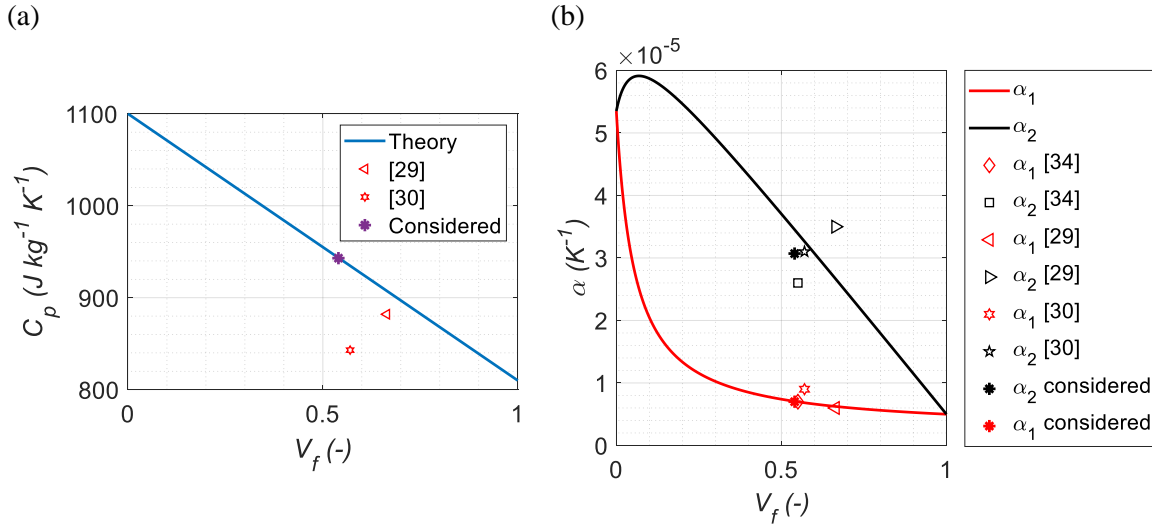 (a)
1100
1000
900
800
0
0.5
1
C_p (J kg^-1 K^-1)
V_f (-)
Theory
[29]
[30]
Considered
(b)
×10^-5
6
5
4
3
2
1
0
0
0.5
1
α (K^-1)
V_f (-)
α_1
α_2
α_1 [34]
α_2 [34]
α_1 [29]
α_2 [29]
α_1 [30]
α_2 [30]
α_2 considered
α_1 considered